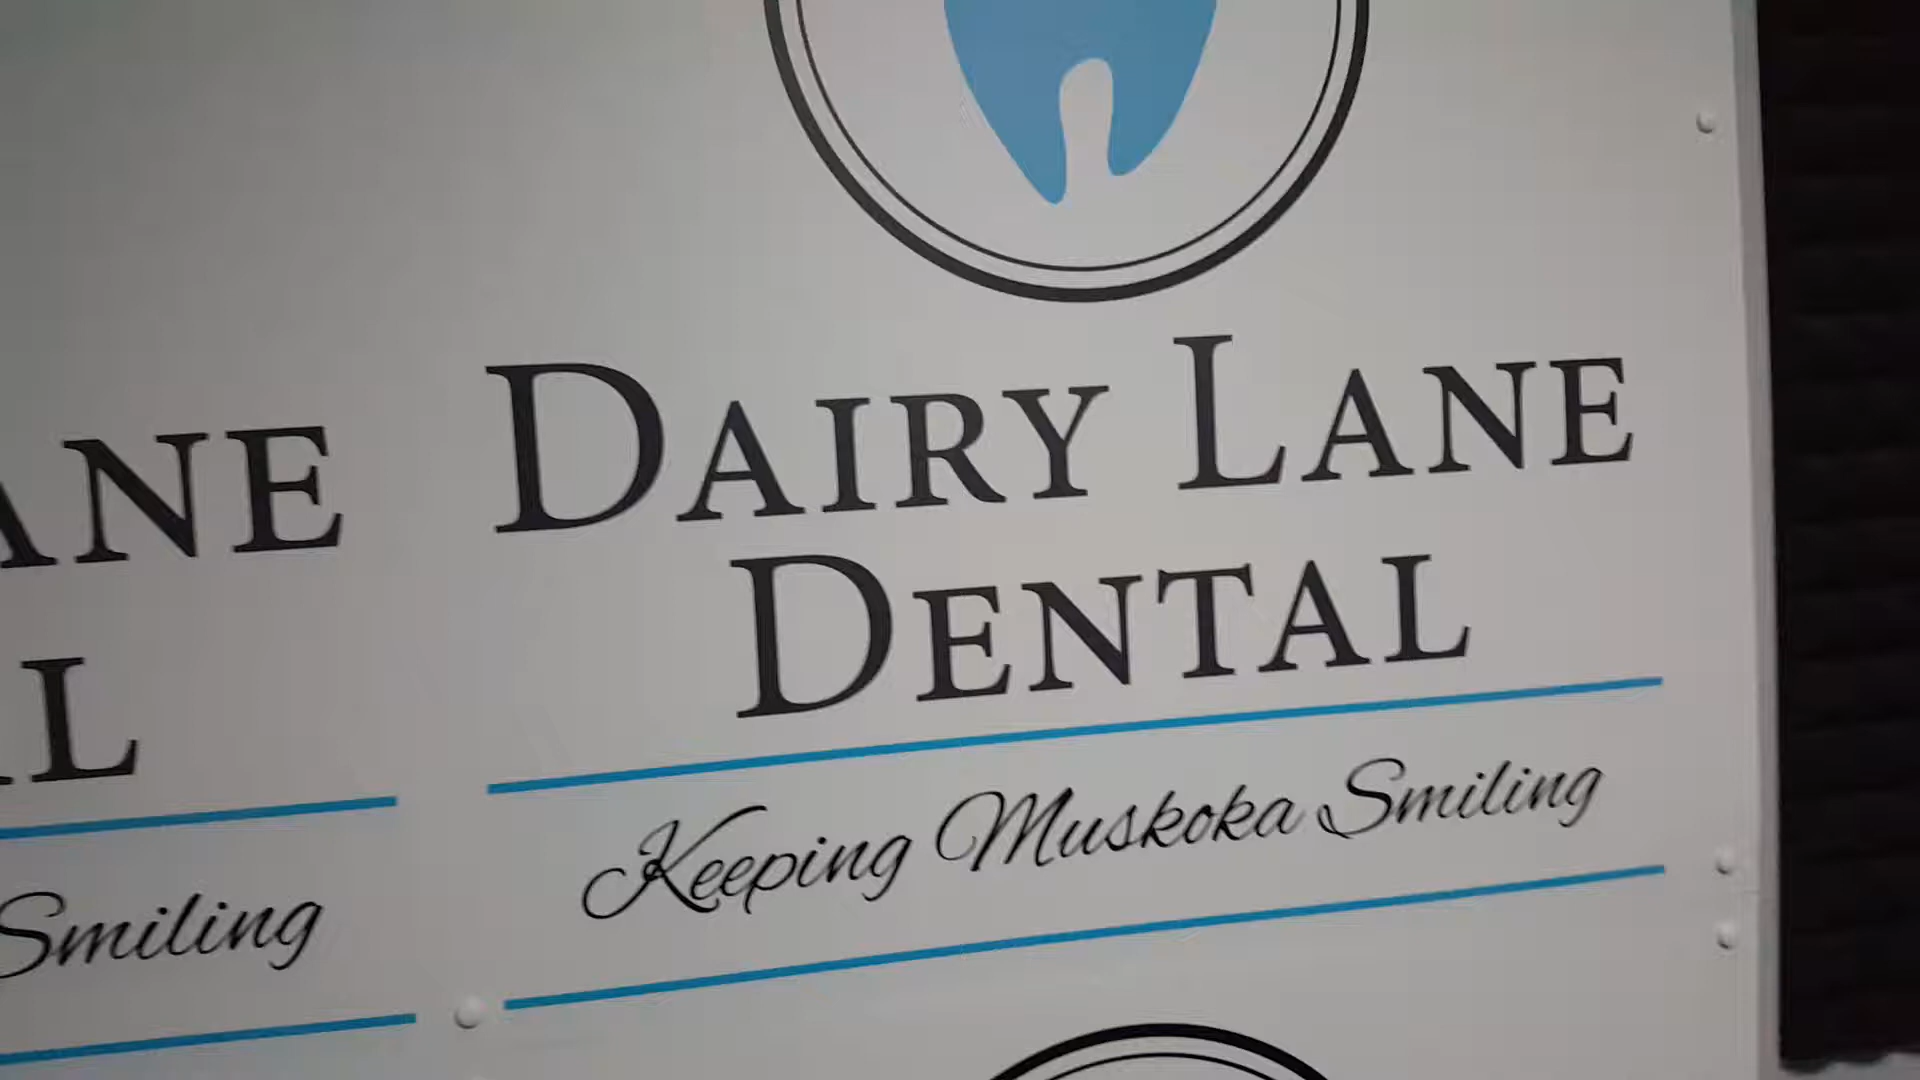 DAIRY LANE
DENTAL
Keeping Muskoka Smiling
ANE
L
Smiling